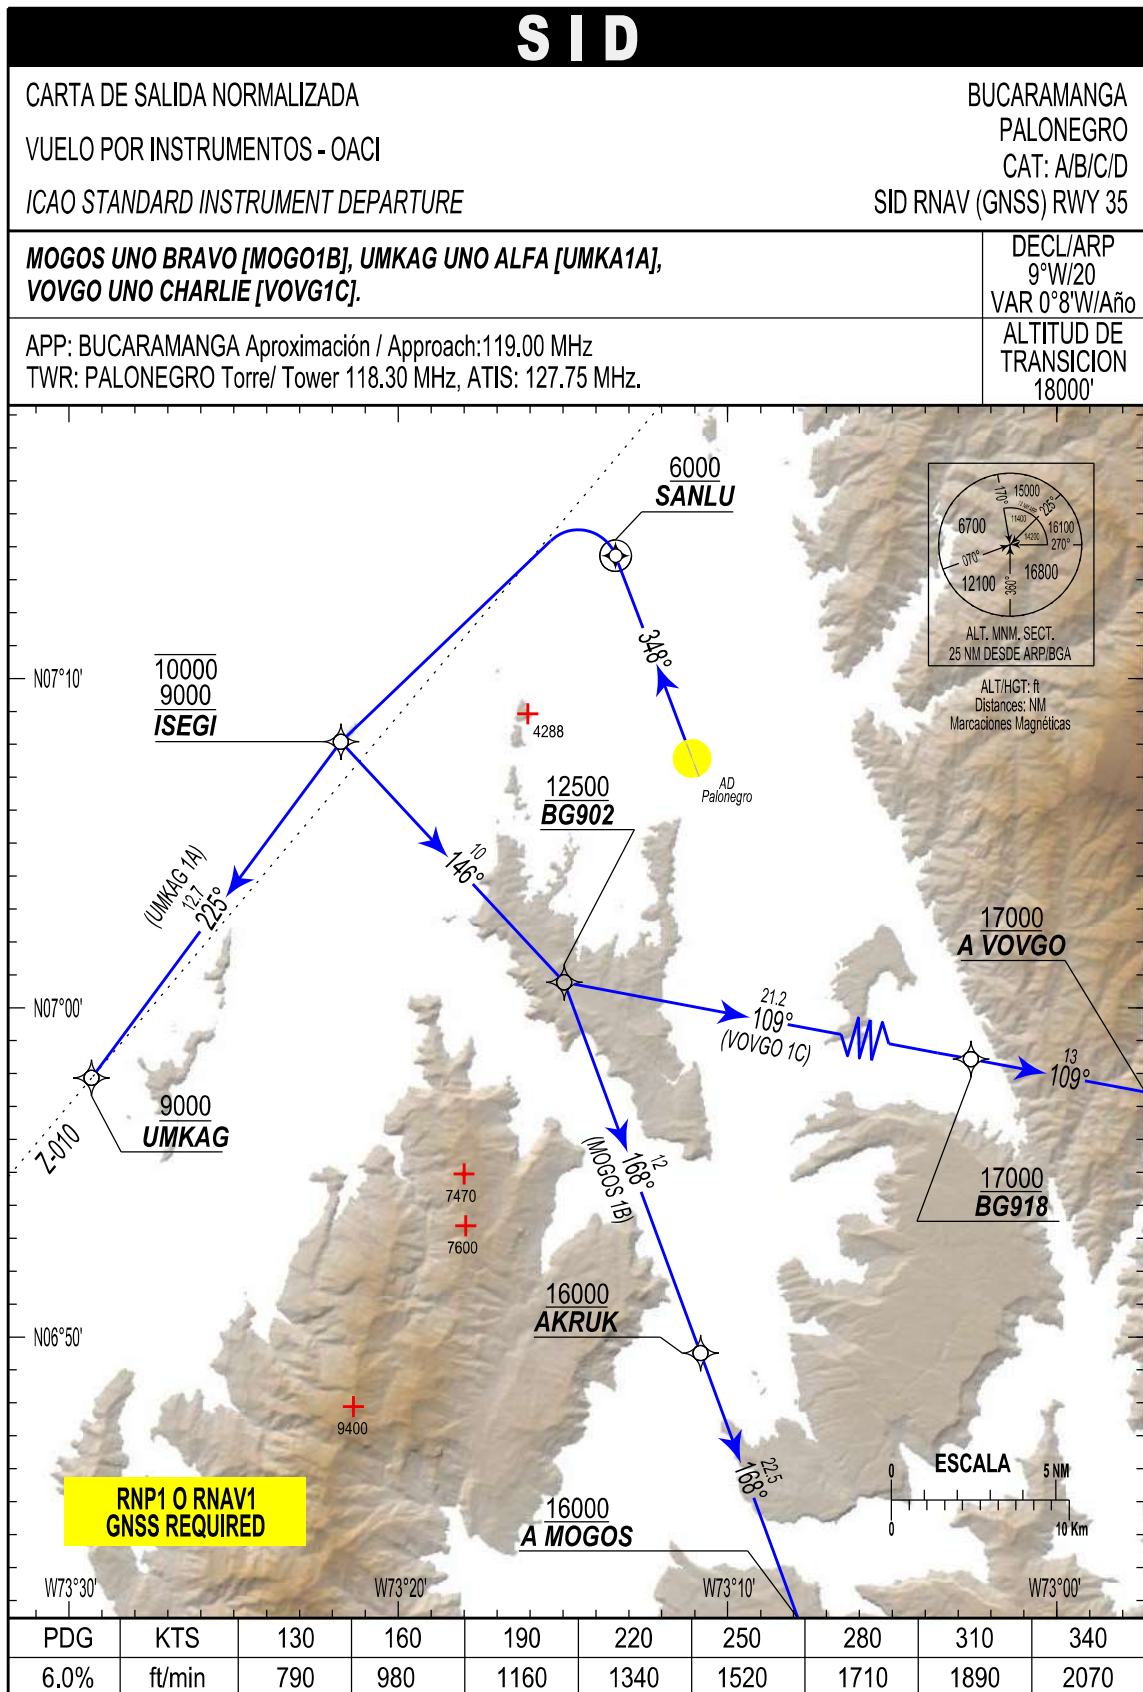 SID
CARTA DE SALIDA NORMALIZADA
VUELO POR INSTRUMENTOS - OACI
ICAO STANDARD INSTRUMENT DEPARTURE
BUCARAMANGA
PALONEGRO
CAT: A/B/C/D
SID RNAV (GNSS) RWY 35
MOGOS UNO BRAVO [MOGO1B], UMKAG UNO ALFA [UMKA1A],
VOVGO UNO CHARLIE [VOVG1C].
DECL/ARP
9°W/20
VAR 0°8'W/Año
APP: BUCARAMANGA Aproximación / Approach:119.00 MHz
TWR: PALONEGRO Torre/ Tower 118.30 MHz, ATIS: 127.75 MHz.
ALTITUD DE
TRANSICION
18000'
6000
SANLU
170°
15000
225°
6700
11400
16100
14200
270°
070°
12100
360°
16800
ALT. MNM. SECT.
25 NM DESDE ARP/BGA
ALT/HGT: ft
Distances: NM
Marcaciones Magnéticas
348°
N07°10'
10000
9000
ISEGI
4288
AD
Palonegro
12500
BG902
10
146°
(UMKAG 1A)
12.7
225°
17000
A VOVGO
N07°00'
21.2
109°
(VOVGO 1C)
13
109°
9000
UMKAG
Z-010
12
168°
(MOGOS 1B)
7470
7600
17000
BG918
16000
AKRUK
N06°50'
9400
22.5
168°
RNP1 O RNAV1
GNSS REQUIRED
16000
A MOGOS
0
ESCALA
5 NM
0
10 Km
W73°30'
W73°20'
W73°10'
W73°00'
PDG KTS 130 160 190 220 250 280 310 340
6.0% ft/min 790 980 1160 1340 1520 1710 1890 2070